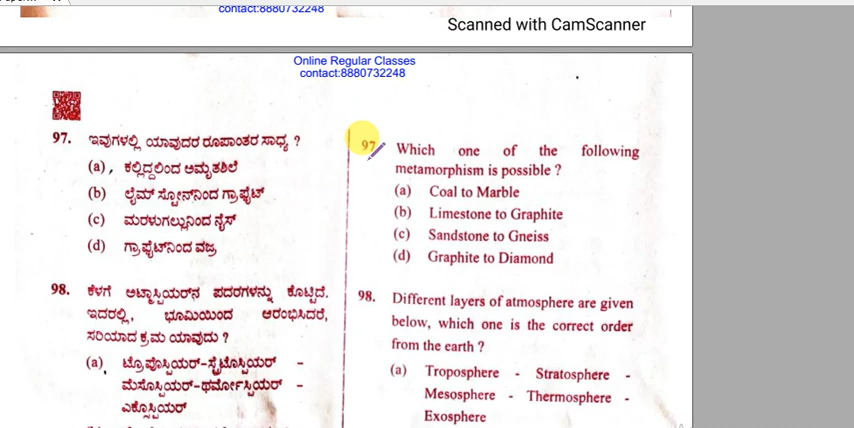 contact:8880732248
Scanned with CamScanner
Online Regular Classes
contact:8880732248
97. ಇವುಗಳಲ್ಲಿ ಯಾವುದರ ರೂಪಾಂತರ ಸಾಧ್ಯ ?
(a) ಕಲ್ಲಿದ್ದಲಿಂದ ಅಮೃತಶಿಲೆ
(b) ಲೈಮ್ ಸ್ಟೋನ್‌ನಿಂದ ಗ್ರಾಫೈಟ್
(c) ಮರಳುಗಲ್ಲುನಿಂದ ನೈಸ್
(d) ಗ್ರಾಫೈಟ್‌ನಿಂದ ವಜ್ರ
98. ಕೆಳಗೆ ಅಟ್ಮಾಸ್ಪಿಯರ್‌ನ ಪದರಗಳನ್ನು ಕೊಟ್ಟಿದೆ.
ಇದರಲ್ಲಿ, ಭೂಮಿಯಿಂದ ಆರಂಭಿಸಿದರೆ,
ಸರಿಯಾದ ಕ್ರಮ ಯಾವುದು ?
(a) ಟ್ರೊಪೊಸ್ಪಿಯರ್-ಸ್ಟ್ರೆಟೊಸ್ಪಿಯರ್ -
ಮೆಸೊಸ್ಪಿಯರ್-ಥರ್ಮೋಸ್ಪಿಯರ್ -
ಎಕ್ಸೊಸ್ಪಿಯರ್
97. Which one of the following
metamorphism is possible ?
(a) Coal to Marble
(b) Limestone to Graphite
(c) Sandstone to Gneiss
(d) Graphite to Diamond
98. Different layers of atmosphere are given
below, which one is the correct order
from the earth ?
(a) Troposphere - Stratosphere -
Mesosphere - Thermosphere -
Exosphere